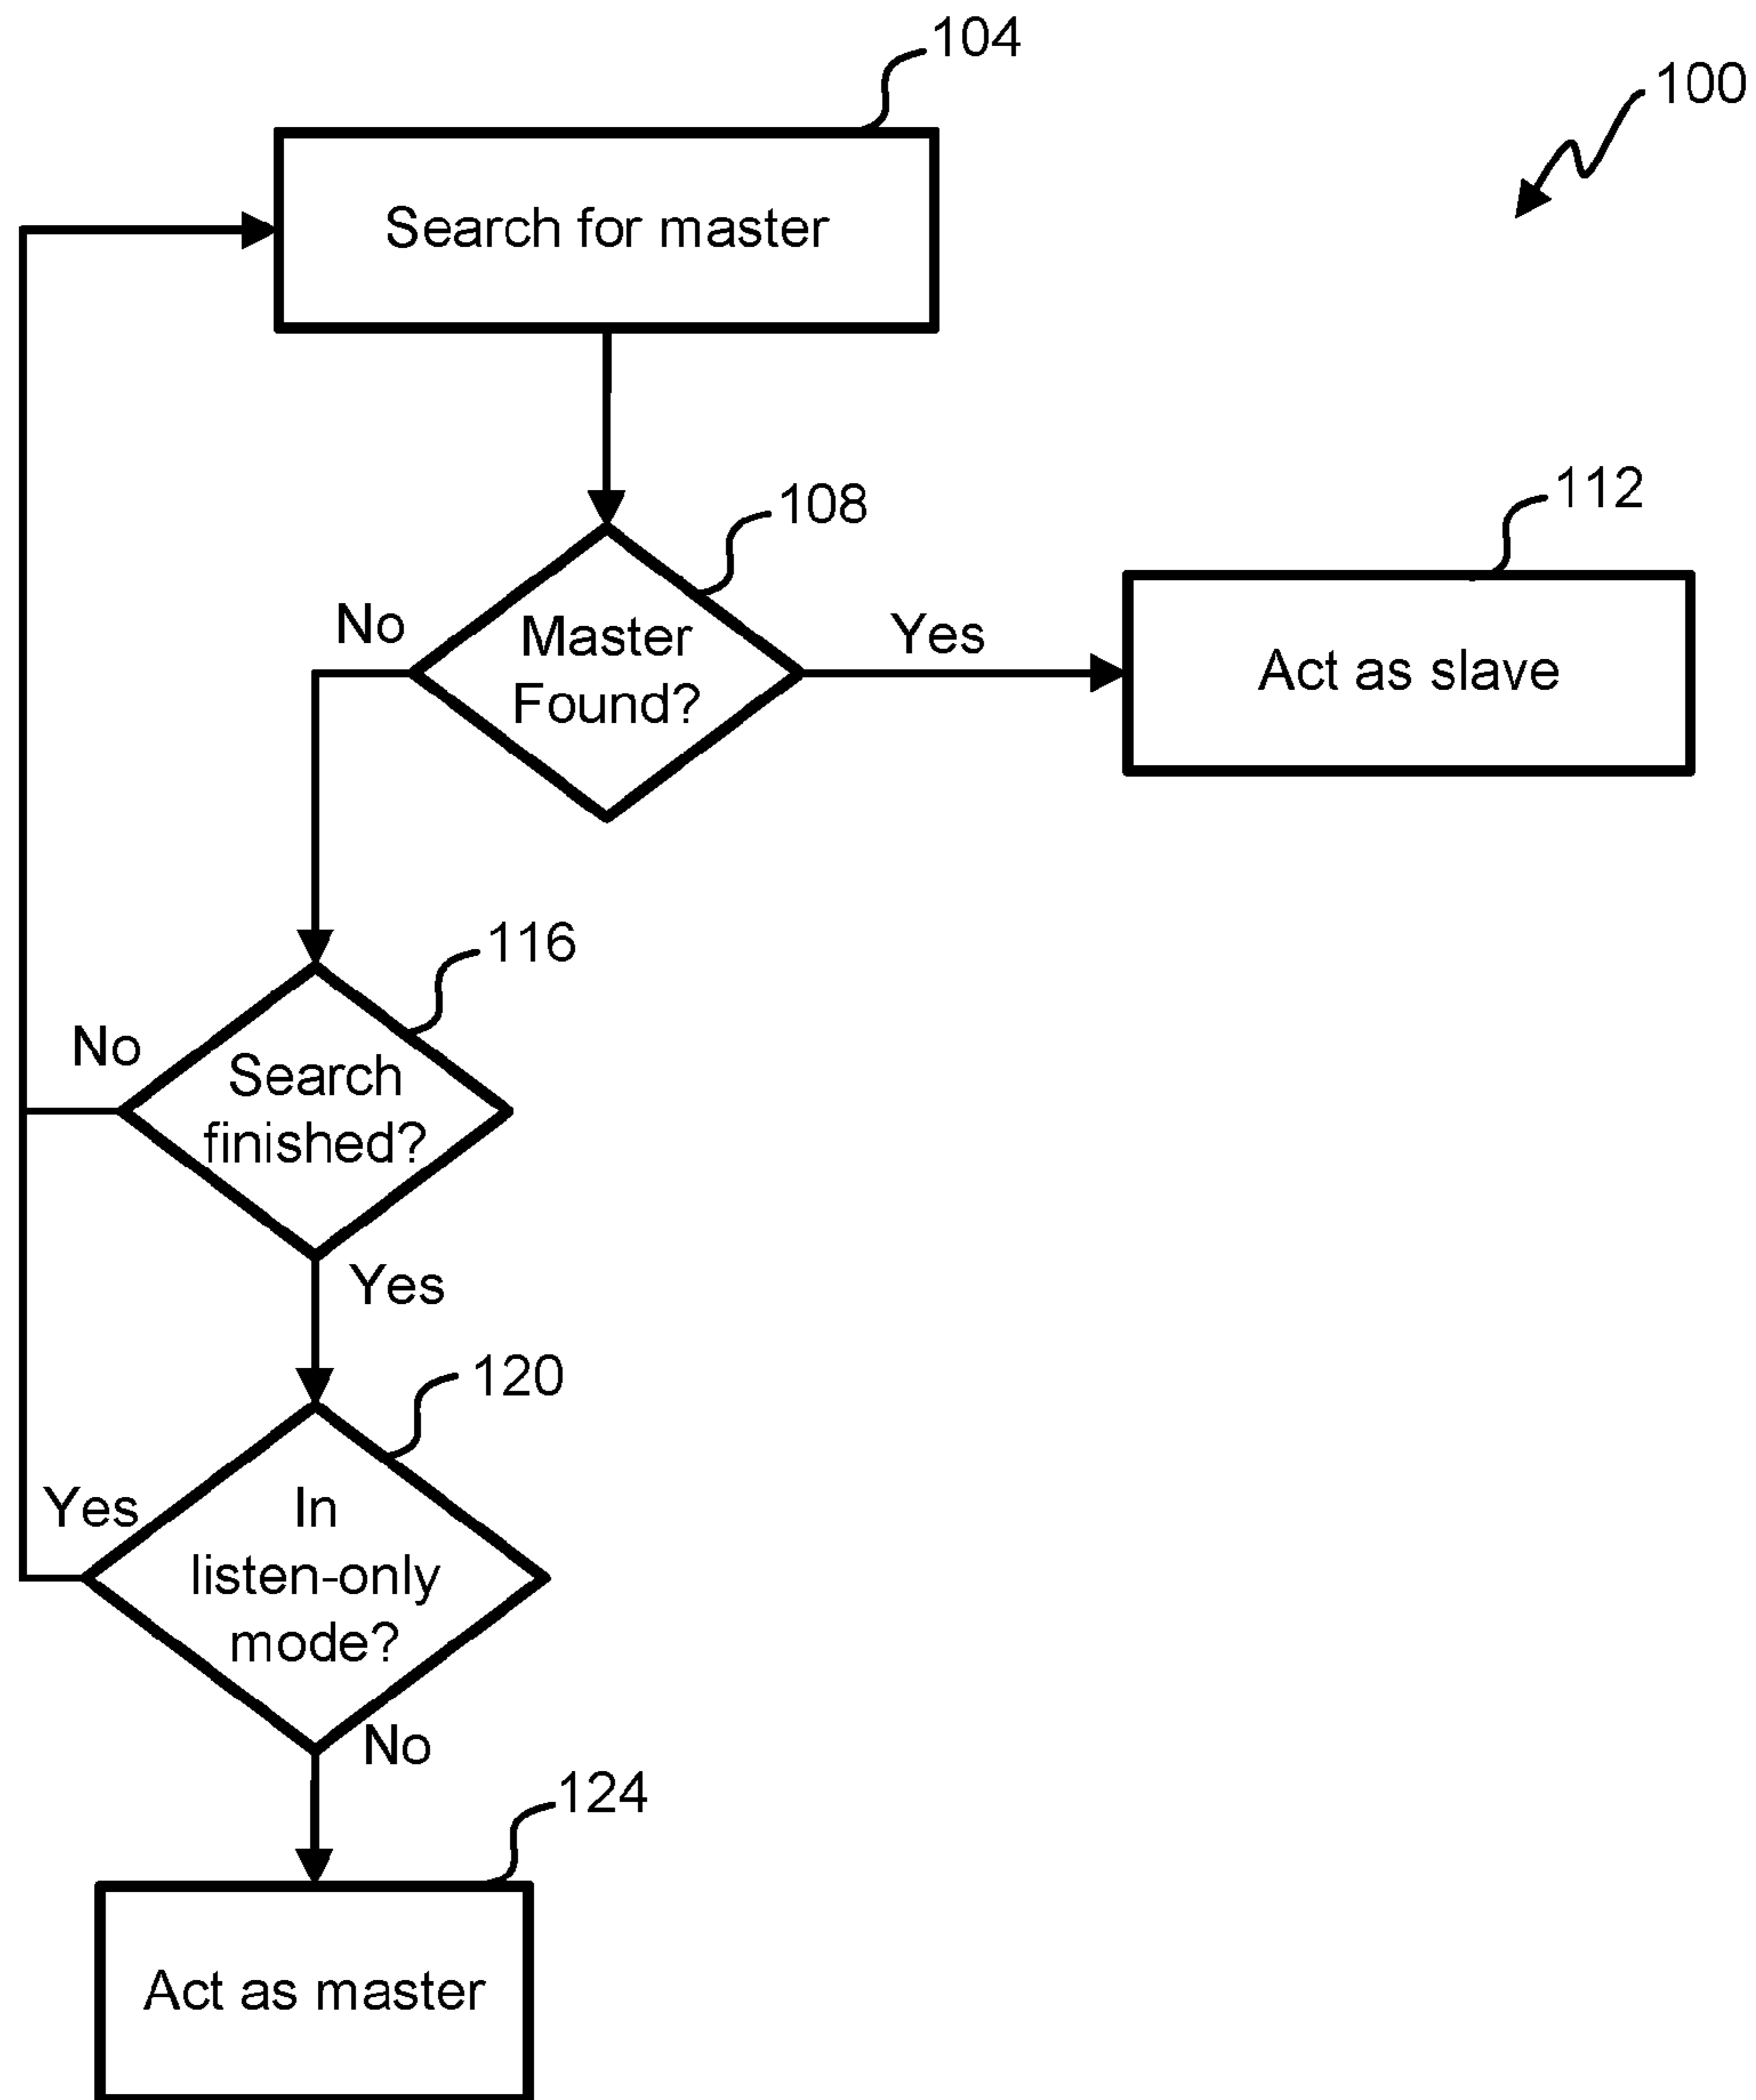 104
100
Search for master
108
112
No
Master
Found?
Yes
Act as slave
116
No
Search
finished?
Yes
120
Yes
In
listen-only
mode?
No
124
Act as master